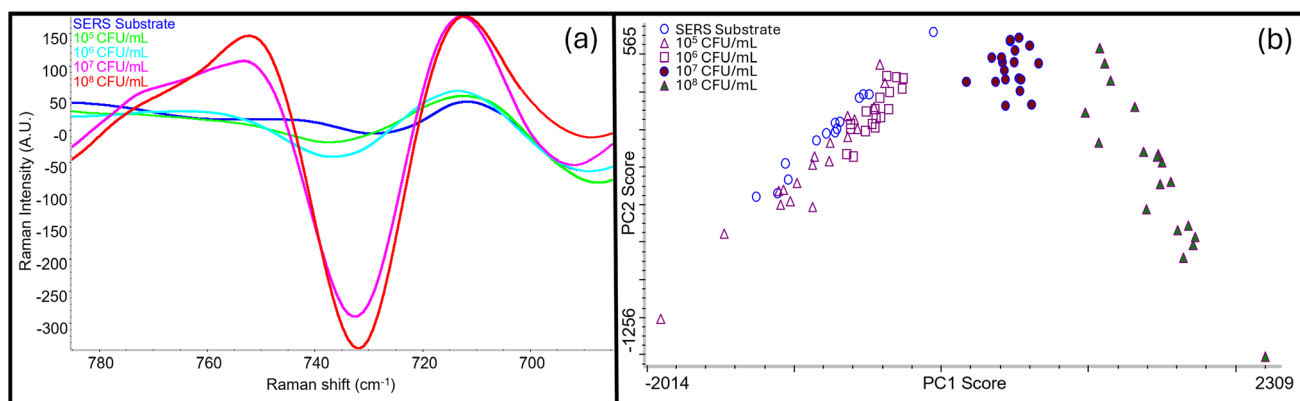 SERS Substrate
10⁵ CFU/mL
10⁶ CFU/mL
10⁷ CFU/mL
10⁸ CFU/mL
(a)
Raman Intensity (A.U.)
150
100
50
-0
-50
-100
-150
-200
-250
-300
780
760
740
720
700
Raman shift (cm⁻¹)
SERS Substrate
10⁵ CFU/mL
10⁶ CFU/mL
10⁷ CFU/mL
10⁸ CFU/mL
(b)
PC2 Score
565
-1256
-2014
PC1 Score
2309